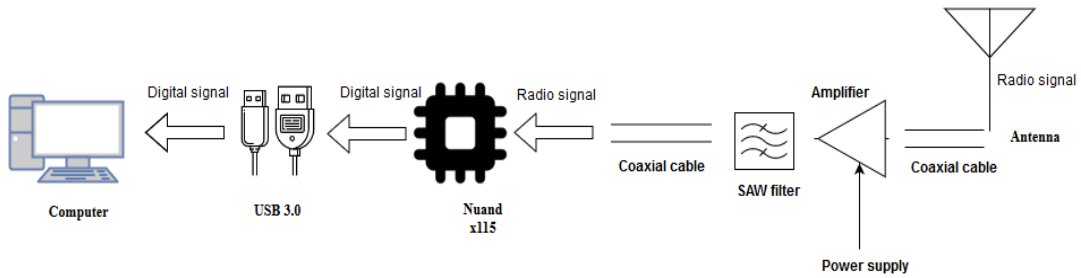 Digital signal
Digital signal
Radio signal
Amplifier
Radio signal
Antenna
Coaxial cable
Coaxial cable
SAW filter
Computer
USB 3.0
Nuand
x115
Power supply